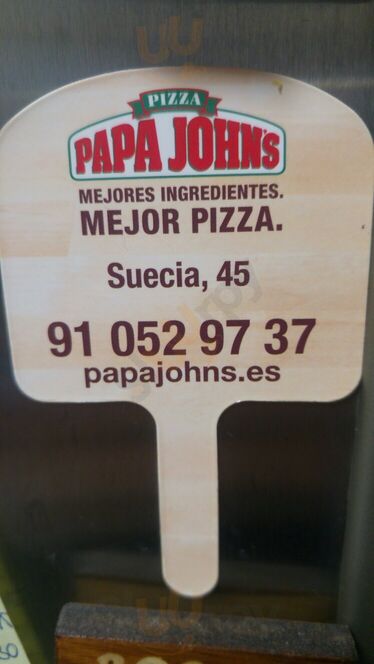 PIZZA
PAPA JOHN'S
MEJORES INGREDIENTES.
MEJOR PIZZA.
Suecia, 45
91 052 97 37
papajohns.es